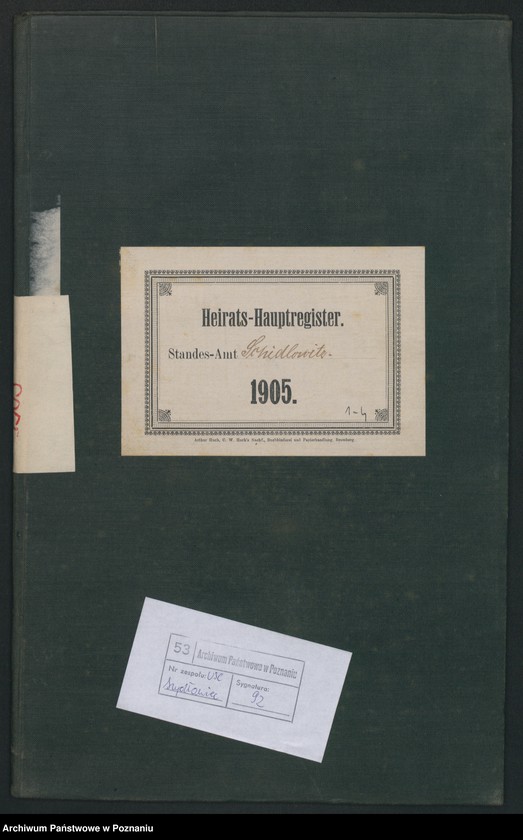 Heirats-Hauptregister.
Standes-Amt Schidlowitz.
1905.
1-4
53 Archiwum Państwowe w Poznaniu
Nr zespołu: USC
Sygnatura:
92
Archiwum Państwowe w Poznaniu